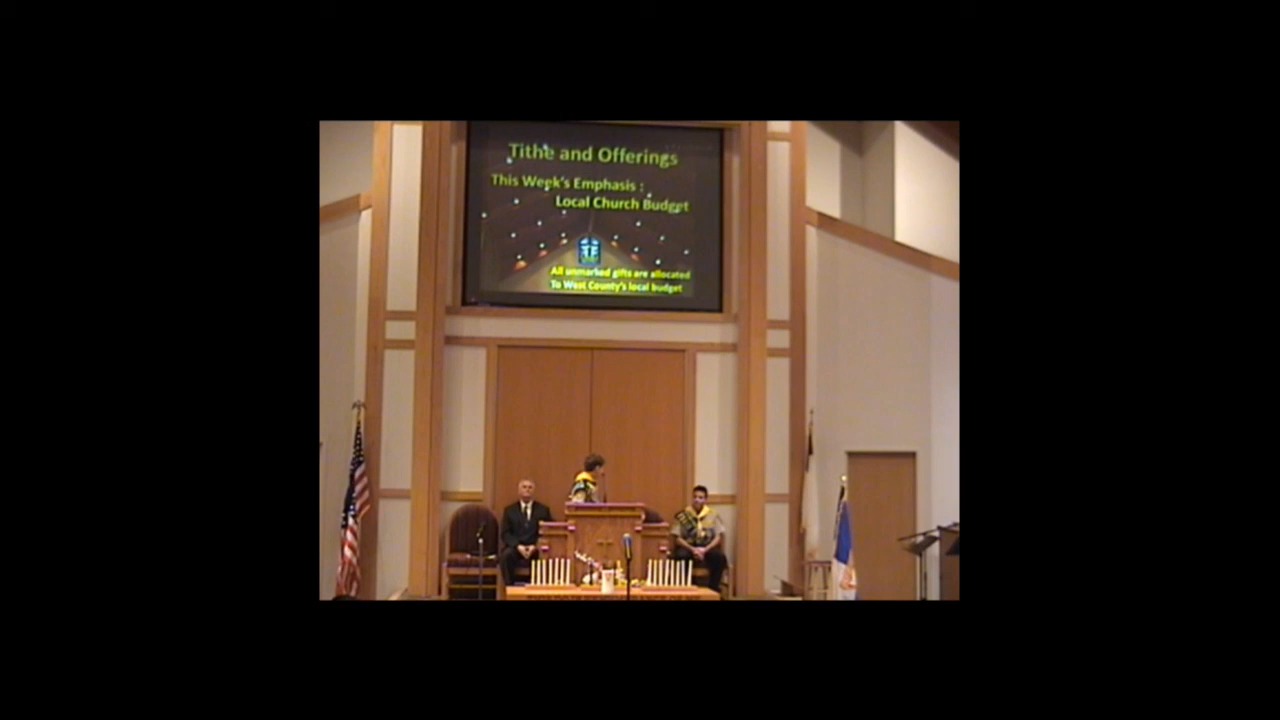 Tithe and Offerings
This Week's Emphasis :
Local Church Budget
All unmarked gifts are allocated
To West County's local budget